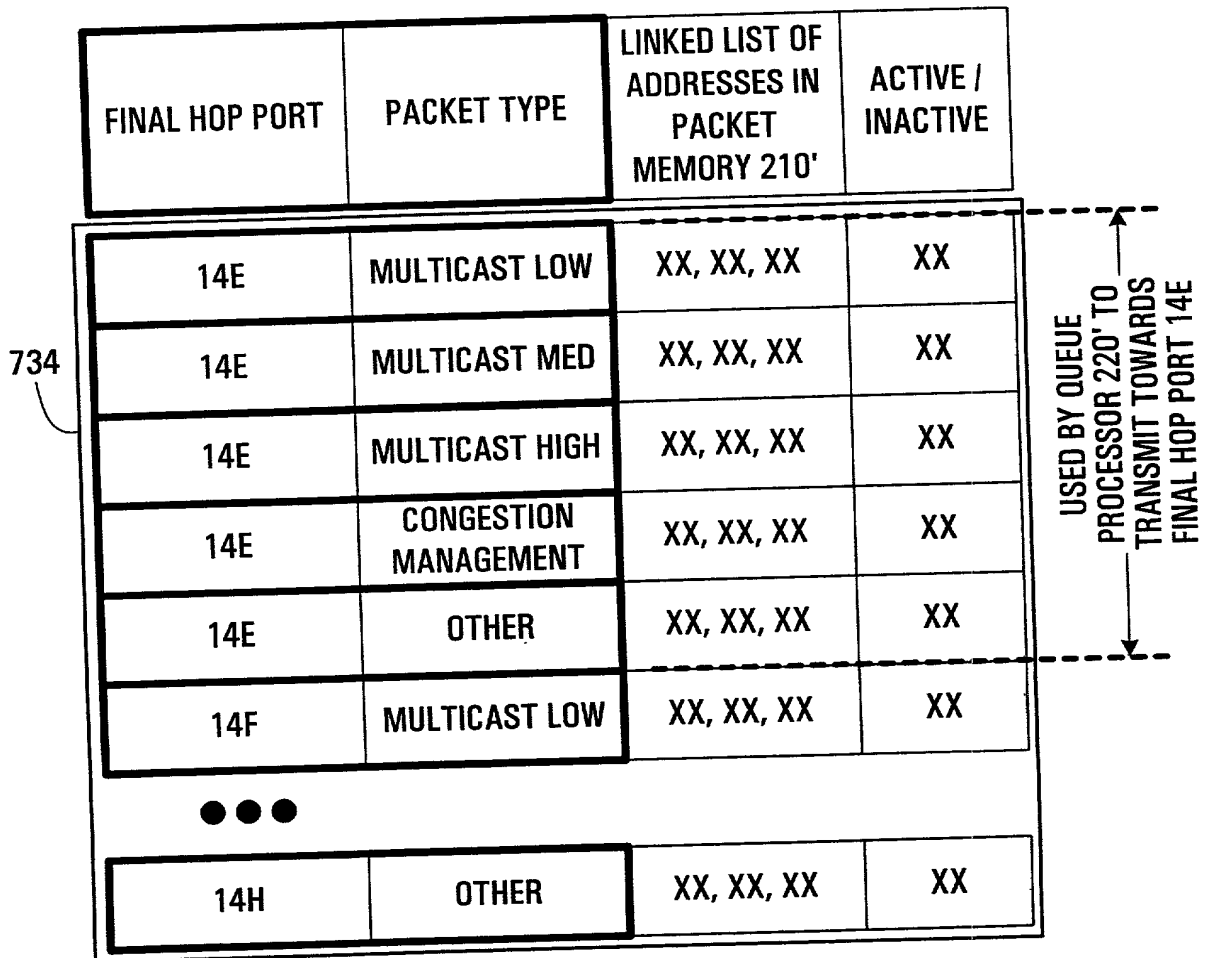 FINAL HOP PORT
PACKET TYPE
LINKED LIST OF
ADDRESSES IN
PACKET
MEMORY 210'
ACTIVE /
INACTIVE
734
14E
MULTICAST LOW
XX, XX, XX
XX
14E
MULTICAST MED
XX, XX, XX
XX
14E
MULTICAST HIGH
XX, XX, XX
XX
14E
CONGESTION
MANAGEMENT
XX, XX, XX
XX
14E
OTHER
XX, XX, XX
XX
14F
MULTICAST LOW
XX, XX, XX
XX
14H
OTHER
XX, XX, XX
XX
USED BY QUEUE
PROCESSOR 220' TO
TRANSMIT TOWARDS
FINAL HOP PORT 14E